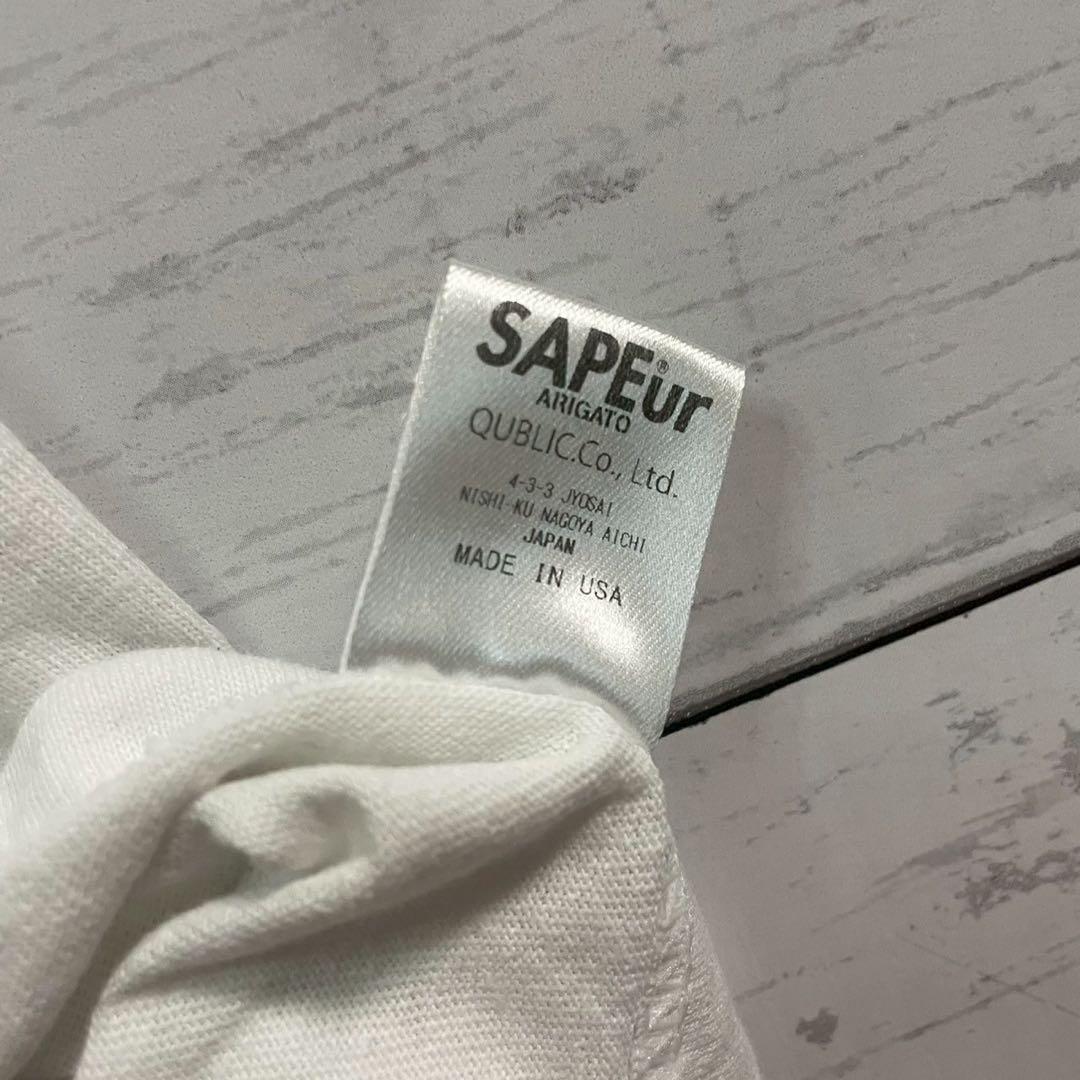 SAPEur®
ARIGATO
QUBLIC.Co., Ltd.
4-3-3 JYOSAI
NISHI-KU NAGOYA AICHI
JAPAN
MADE IN USA